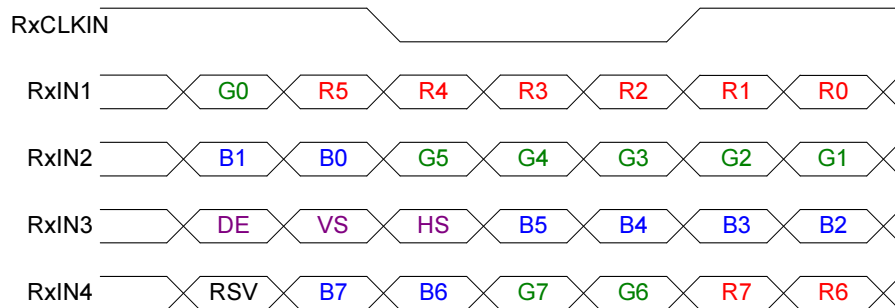 RxCLKIN
RxIN1 G0 R5 R4 R3 R2 R1 R0
RxIN2 B1 B0 G5 G4 G3 G2 G1
RxIN3 DE VS HS B5 B4 B3 B2
RxIN4 RSV B7 B6 G7 G6 R7 R6